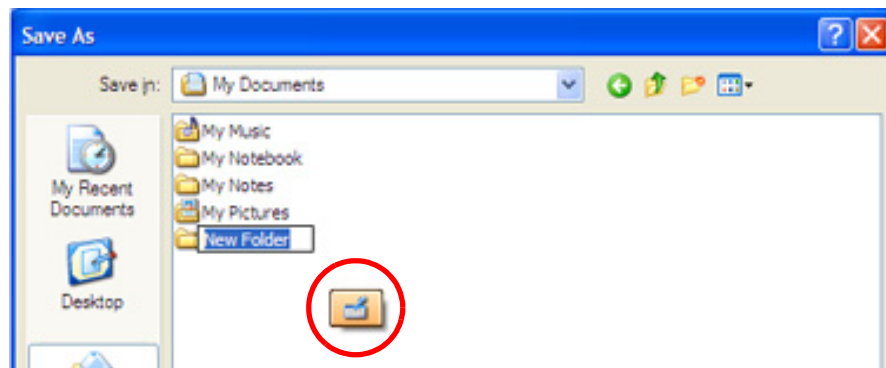 Save As
Save in:
My Documents
My Recent
Documents
Desktop
My Music
My Notebook
My Notes
My Pictures
New Folder